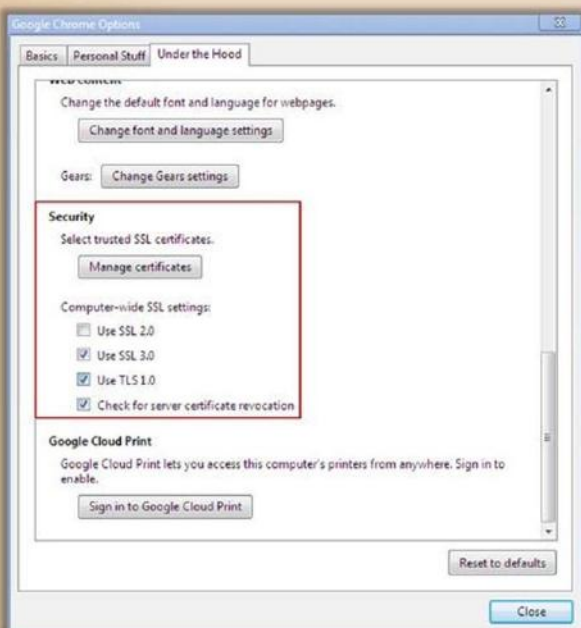 Google Chrome Options
Basics Personal Stuff Under the Hood
Web content
Change the default font and language for webpages.
Change font and language settings
Gears: Change Gears settings
Security
Select trusted SSL certificates.
Manage certificates
Computer-wide SSL settings:
Use SSL 2.0
Use SSL 3.0
Use TLS 1.0
Check for server certificate revocation
Google Cloud Print
Google Cloud Print lets you access this computer's printers from anywhere. Sign in to
enable.
Sign in to Google Cloud Print
Reset to defaults
Close